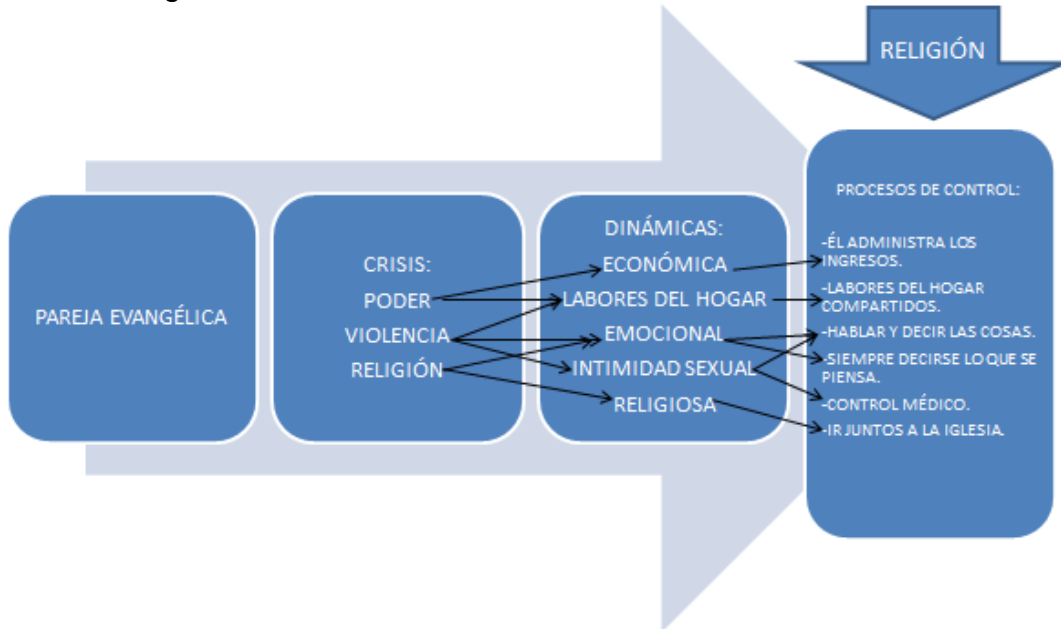 RELIGIÓN
PAREJA EVANGÉLICA
CRISIS:
PODER
VIOLENCIA
RELIGIÓN
DINÁMICAS:
ECONÓMICA
LABORES DEL HOGAR
EMOCIONAL
INTIMIDAD SEXUAL
RELIGIOSA
PROCESOS DE CONTROL:
-ÉL ADMINISTRA LOS
INGRESOS.
-LABORES DEL HOGAR
COMPARTIDOS.
-HABLAR Y DECIR LAS COSAS.
-SIEMPRE DECIRSE LO QUE SE
PIENSA.
-CONTROL MÉDICO.
-IR JUNTOS A LA IGLESIA.